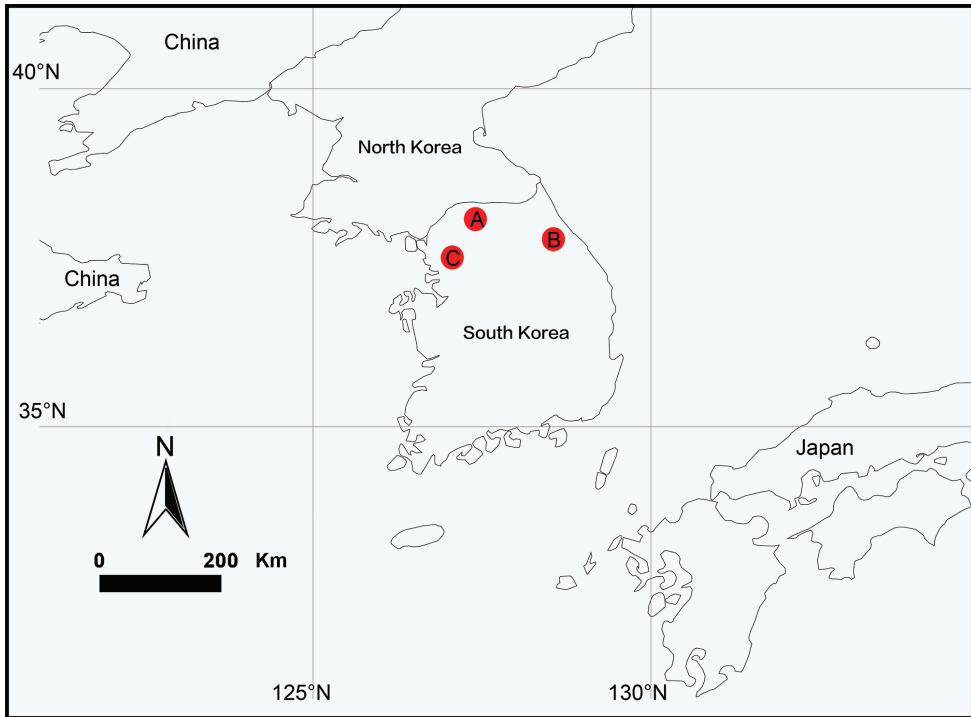 China
40°N
North Korea
A
B
C
China
South Korea
35°N
N
Japan
0 200 Km
125°N 130°N